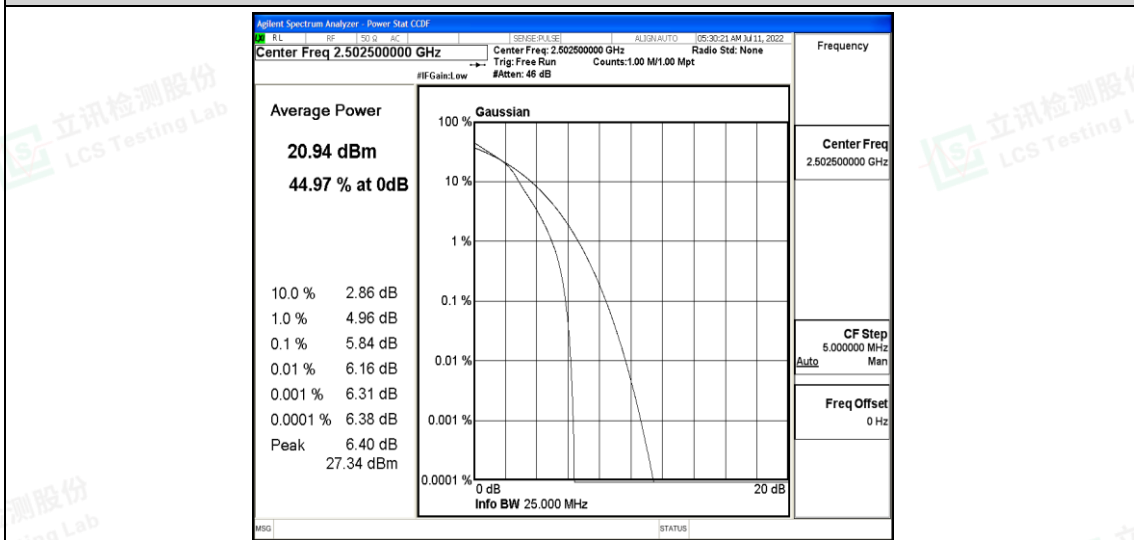 Agilent Spectrum Analyzer - Power Stat CCDF
RL RF 50 Ω AC SENSE:PULSE ALIGN AUTO 05:30:21 AM Jul 11, 2022
Center Freq 2.502500000 GHz
Center Freq: 2.502500000 GHz Radio Std: None
Trig: Free Run Counts:1.00 M/1.00 Mpt
#IFGain:Low #Atten: 46 dB
Frequency
Average Power
20.94 dBm
44.97 % at 0dB
10.0 % 2.86 dB
1.0 % 4.96 dB
0.1 % 5.84 dB
0.01 % 6.16 dB
0.001 % 6.31 dB
0.0001 % 6.38 dB
Peak 6.40 dB
27.34 dBm
Gaussian
100 %
10 %
1 %
0.1 %
0.01 %
0.001 %
0.0001 %
0 dB 20 dB
Info BW 25.000 MHz
Center Freq
2.502500000 GHz
CF Step
5.000000 MHz
Auto Man
Freq Offset
0 Hz
MSG STATUS
立讯检测股份
LCS Testing Lab
立讯检测股份
LCS Testing L
测股份
ing Lab